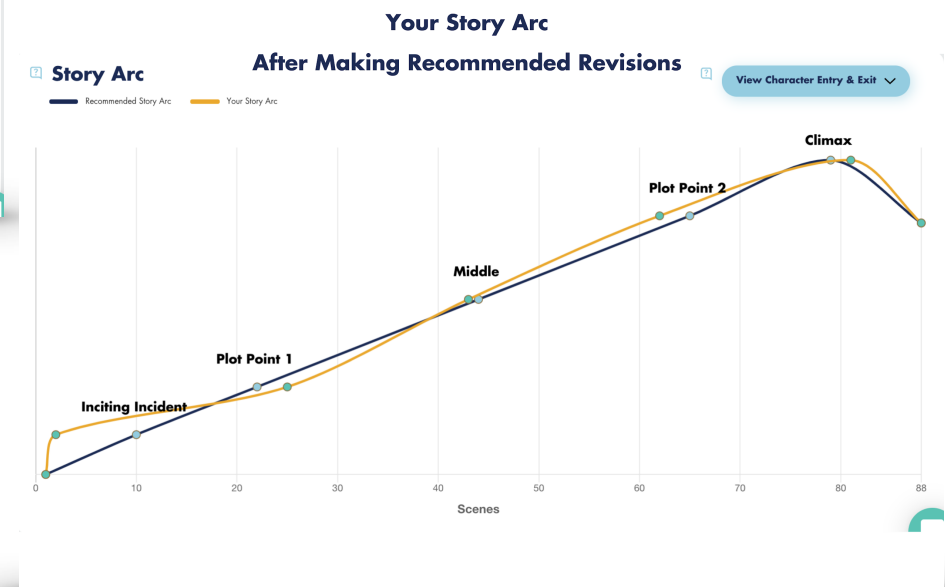 Your Story Arc
After Making Recommended Revisions
? Story Arc
? View Character Entry & Exit
Recommended Story Arc Your Story Arc
Climax
Plot Point 2
Middle
Plot Point 1
Inciting Incident
0 10 20 30 40 50 60 70 80 88
Scenes